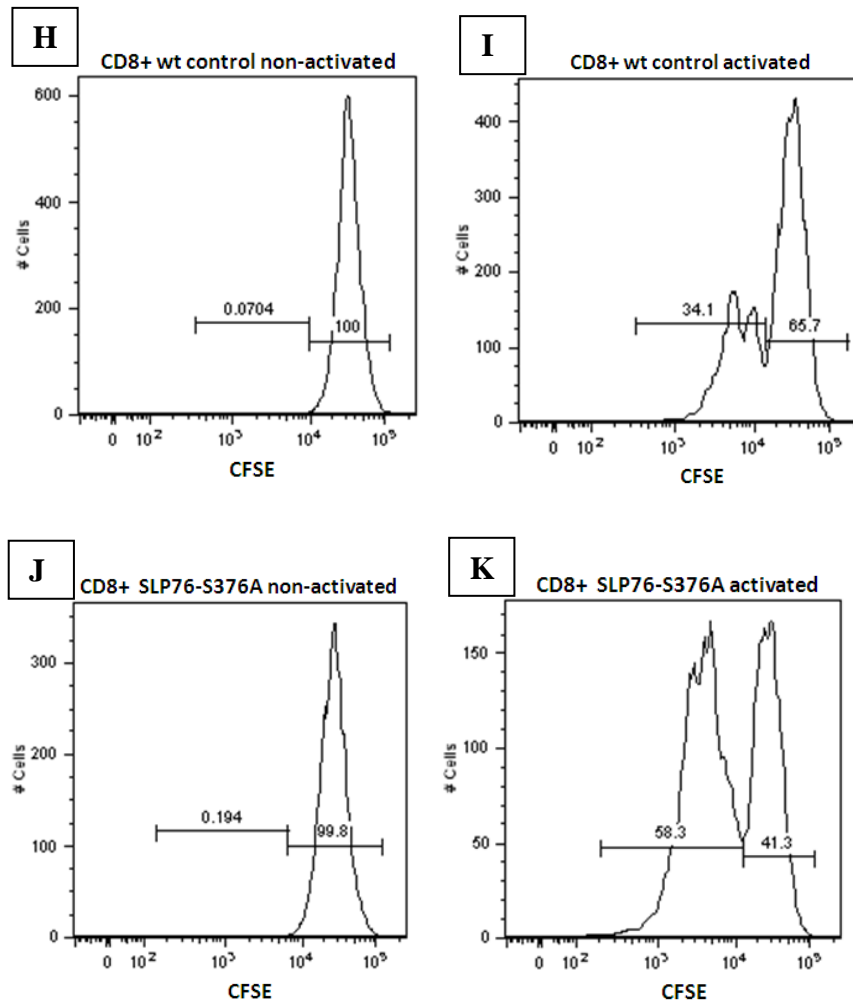 H
CD8+ wt control non-activated
600
400
200
0
# Cells
0.0704
100
0 10² 10³ 10⁴ 10⁵
CFSE
I
CD8+ wt control activated
400
300
200
100
0
# Cells
34.1
65.7
0 10² 10³ 10⁴ 10⁵
CFSE
J
CD8+ SLP76-S376A non-activated
300
200
100
0
# Cells
0.194
99.8
0 10² 10³ 10⁴ 10⁵
CFSE
K
CD8+ SLP76-S376A activated
150
100
50
0
# Cells
58.3
41.3
0 10² 10³ 10⁴ 10⁵
CFSE